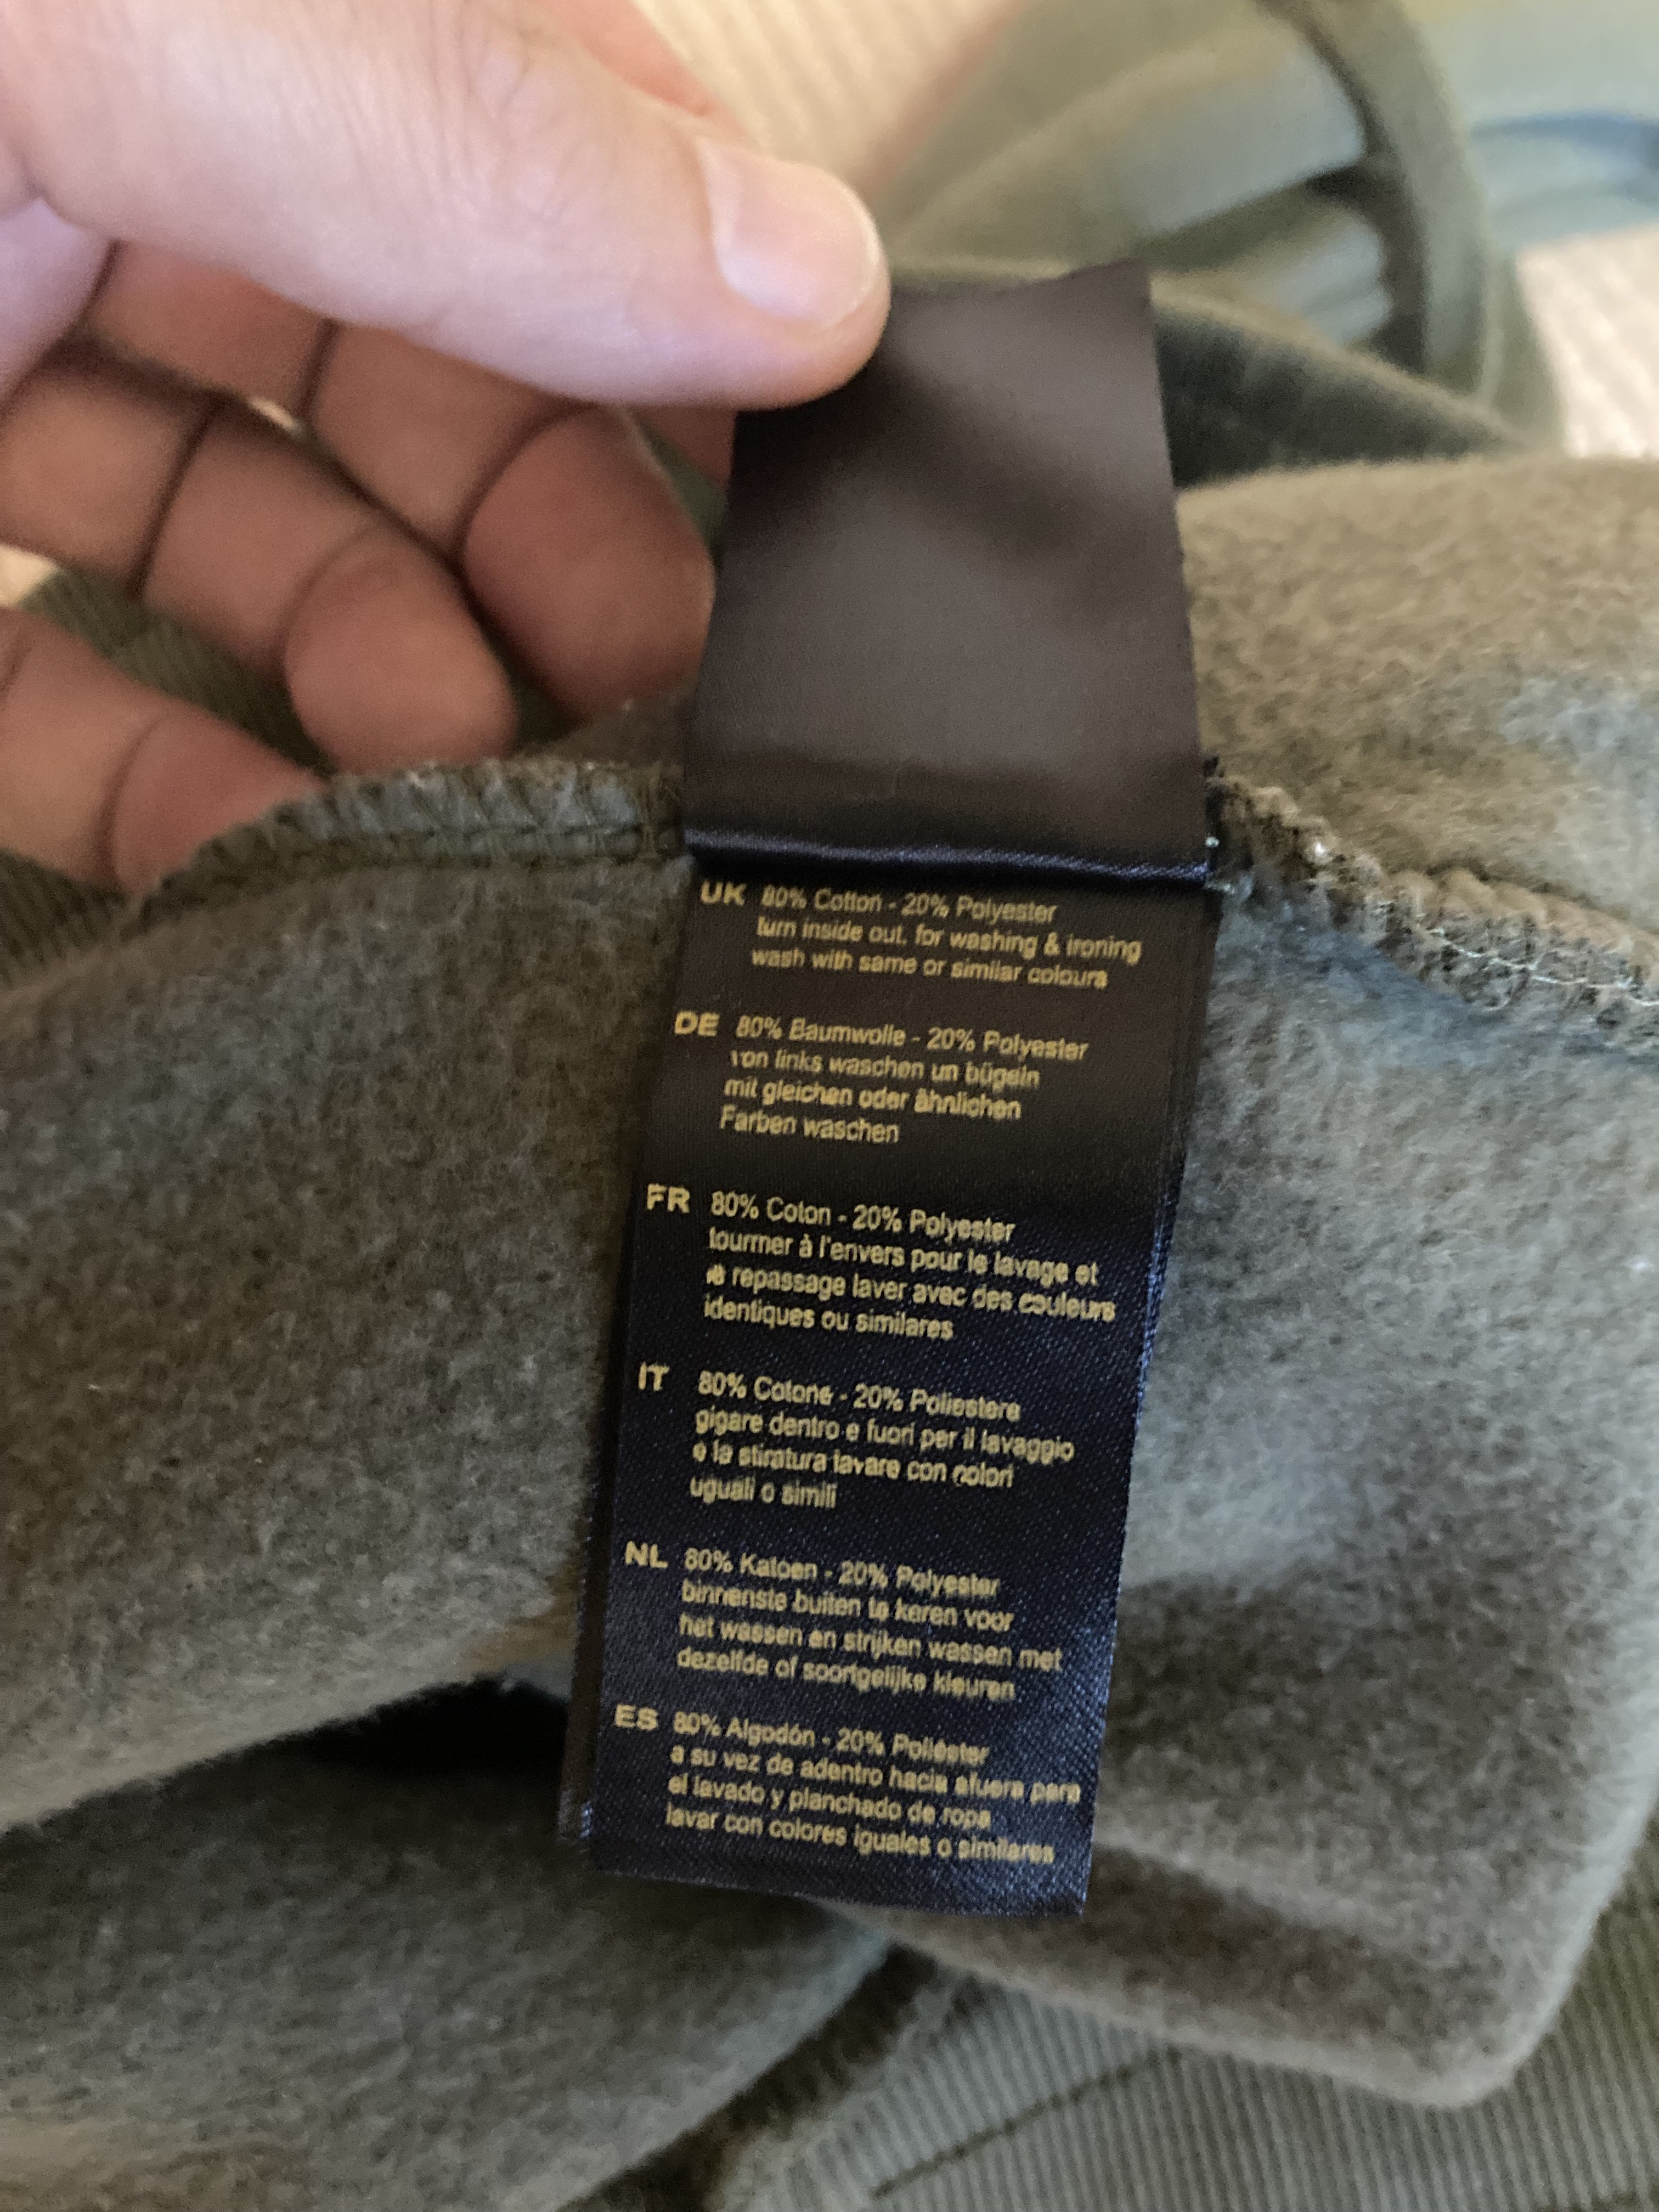 UK 80% Cotton - 20% Polyester
turn inside out, for washing & ironing
wash with same or similar colours
DE 80% Baumwolle - 20% Polyester
von links waschen un bügeln
mit gleichen oder ähnlichen
Farben waschen
FR 80% Coton - 20% Polyester
tourner à l'envers pour le lavage et
le repassage laver avec des couleurs
identiques ou similares
IT 80% Cotone - 20% Poliestere
gigare dentro e fuori per il lavaggio
e la stiratura lavare con colori
uguali o simili
NL 80% Katoen - 20% Polyester
binnenste buiten te keren voor
het wassen en strijken wassen met
dezelfde of soortgelijke kleuren
ES 80% Algodón - 20% Poliéster
a su vez de adentro hacia afuera para
el lavado y planchado de ropa
lavar con colores iguales o similares